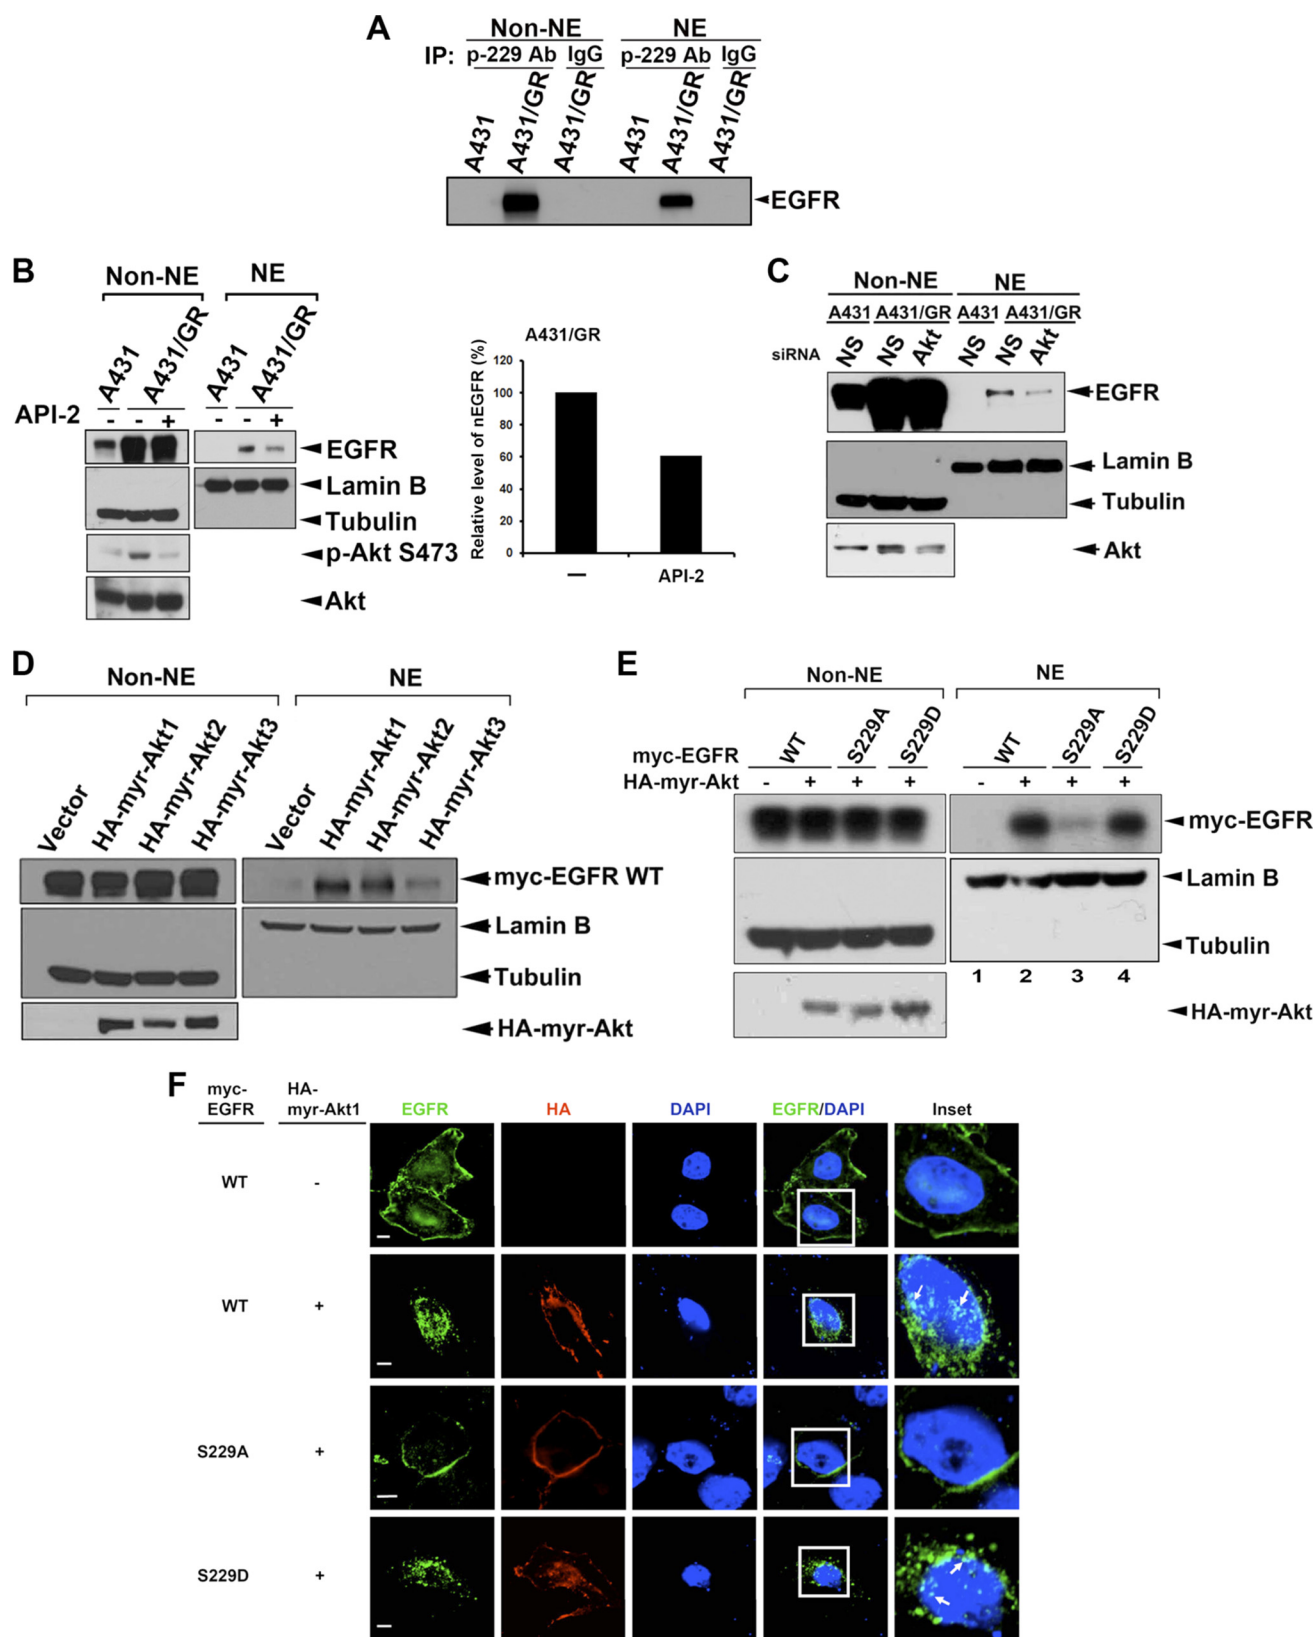 A
Non-NE NE
IP: p-229 Ab IgG p-229 Ab IgG
A431 A431/GR A431/GR A431 A431/GR A431/GR
EGFR
B
Non-NE NE
A431 A431/GR A431 A431/GR
API-2 - - + - - +
EGFR
Lamin B
Tubulin
p-Akt S473
Akt
A431/GR
Relative level of nEGFR (%)
120
100
80
60
40
20
0
— API-2
C
Non-NE NE
A431 A431/GR A431 A431/GR
siRNA NS NS Akt NS NS Akt
EGFR
Lamin B
Tubulin
Akt
D
Non-NE NE
Vector HA-myr-Akt1 HA-myr-Akt2 HA-myr-Akt3 Vector HA-myr-Akt1 HA-myr-Akt2 HA-myr-Akt3
myc-EGFR WT
Lamin B
Tubulin
HA-myr-Akt
E
Non-NE NE
myc-EGFR WT S229A S229D WT S229A S229D
HA-myr-Akt - + + + - + + +
myc-EGFR
Lamin B
Tubulin
1 2 3 4
HA-myr-Akt
F
myc-EGFR HA-myr-Akt1 EGFR HA DAPI EGFR/DAPI Inset
WT -
WT +
S229A +
S229D +